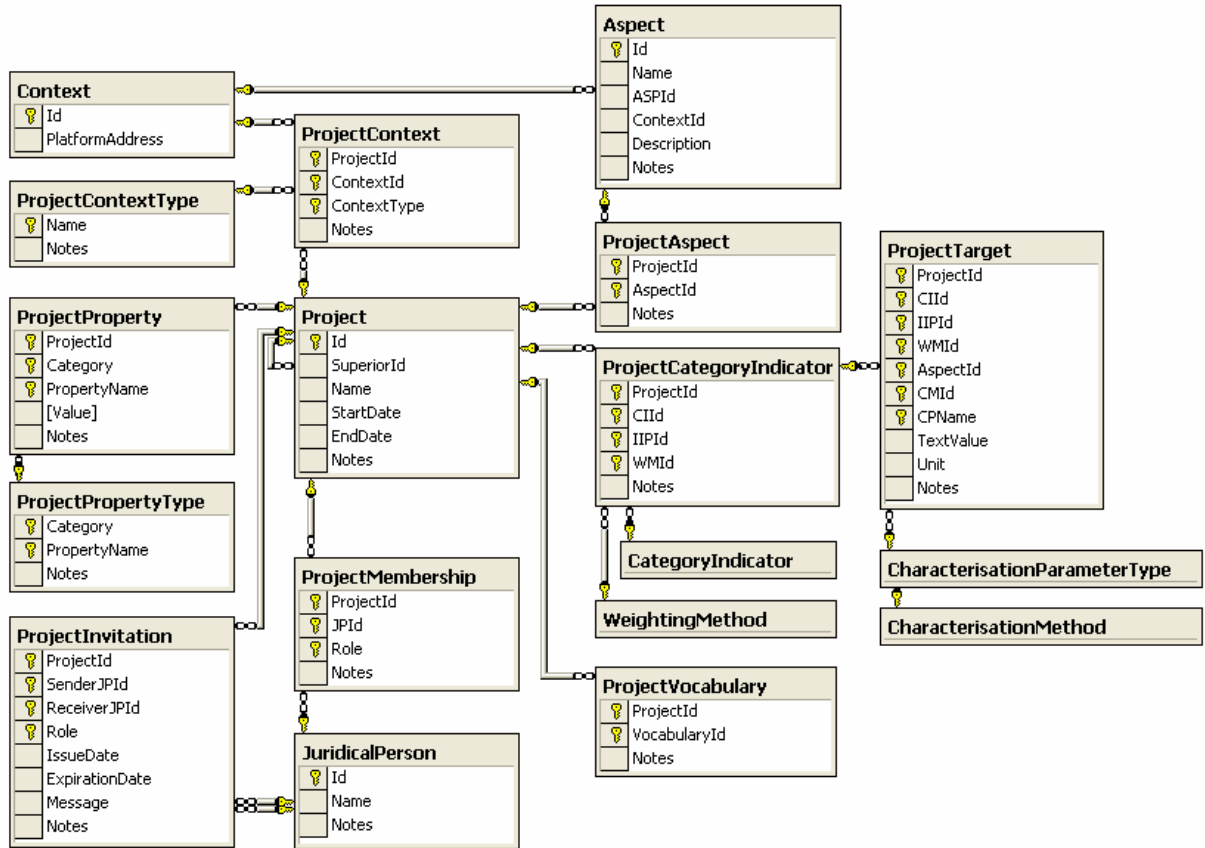 Context
Id
PlatformAddress
ProjectContextType
Name
Notes
ProjectProperty
ProjectId
Category
PropertyName
[Value]
Notes
ProjectPropertyType
Category
PropertyName
Notes
ProjectInvitation
ProjectId
SenderJPId
ReceiverJPId
Role
IssueDate
ExpirationDate
Message
Notes
ProjectContext
ProjectId
ContextId
ContextType
Notes
Project
Id
SuperiorId
Name
StartDate
EndDate
Notes
ProjectMembership
ProjectId
JPId
Role
Notes
JuridicalPerson
Id
Name
Notes
Aspect
Id
Name
ASPId
ContextId
Description
Notes
ProjectAspect
ProjectId
AspectId
Notes
ProjectCategoryIndicator
ProjectId
CIId
IIPId
WMId
Notes
CategoryIndicator
WeightingMethod
ProjectVocabulary
ProjectId
VocabularyId
Notes
ProjectTarget
ProjectId
CIId
IIPId
WMId
AspectId
CMId
CPName
TextValue
Unit
Notes
CharacterisationParameterType
CharacterisationMethod